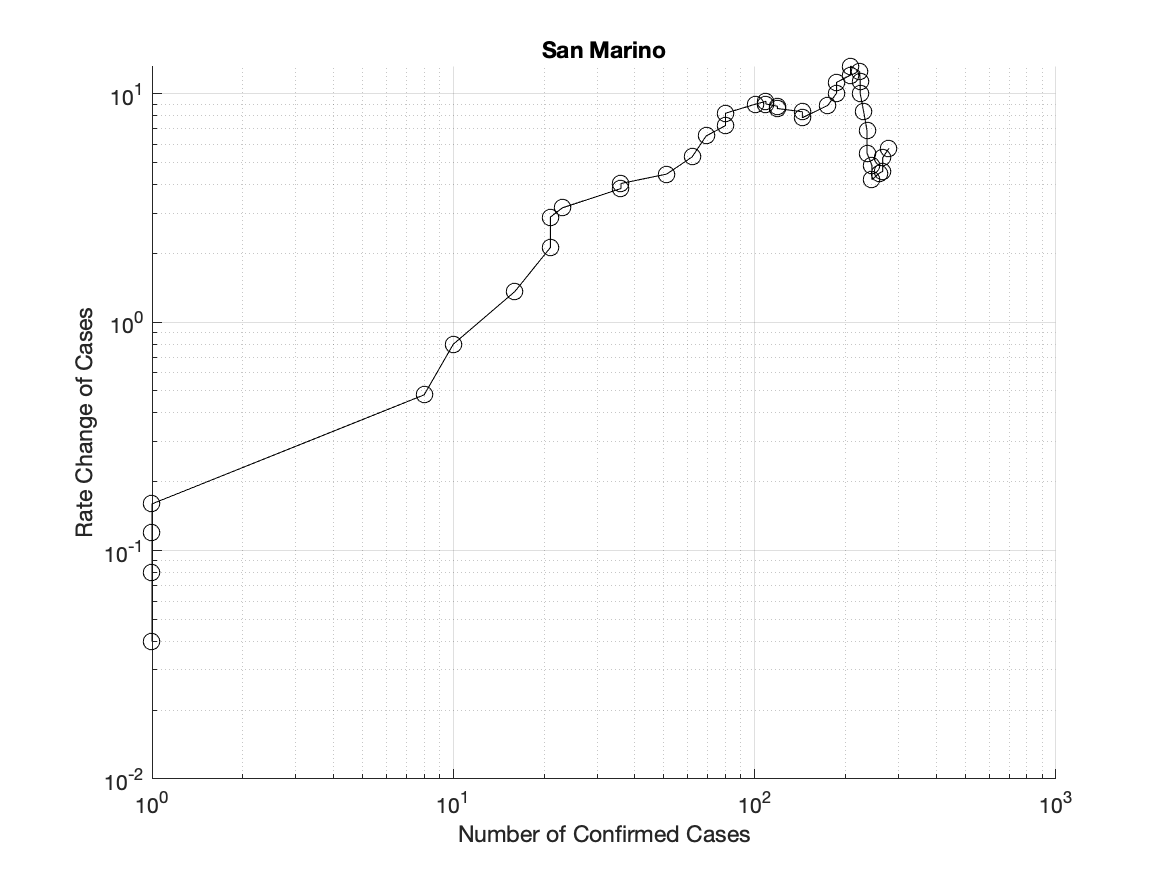 San Marino
10^1
10^0
10^-1
10^-2
Rate Change of Cases
10^0 10^1 10^2 10^3
Number of Confirmed Cases